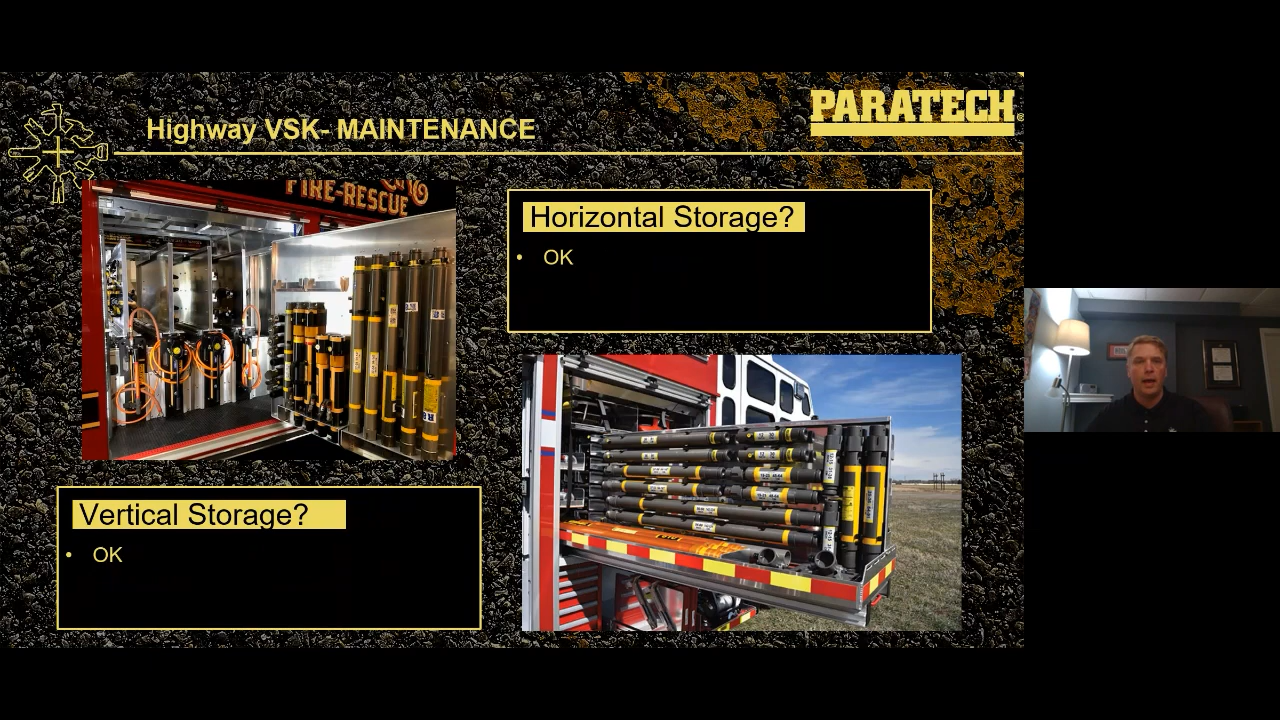 PARATECH
Highway VSK- MAINTENANCE
FIRE-RESCUE
Horizontal Storage?
• OK
Vertical Storage?
• OK